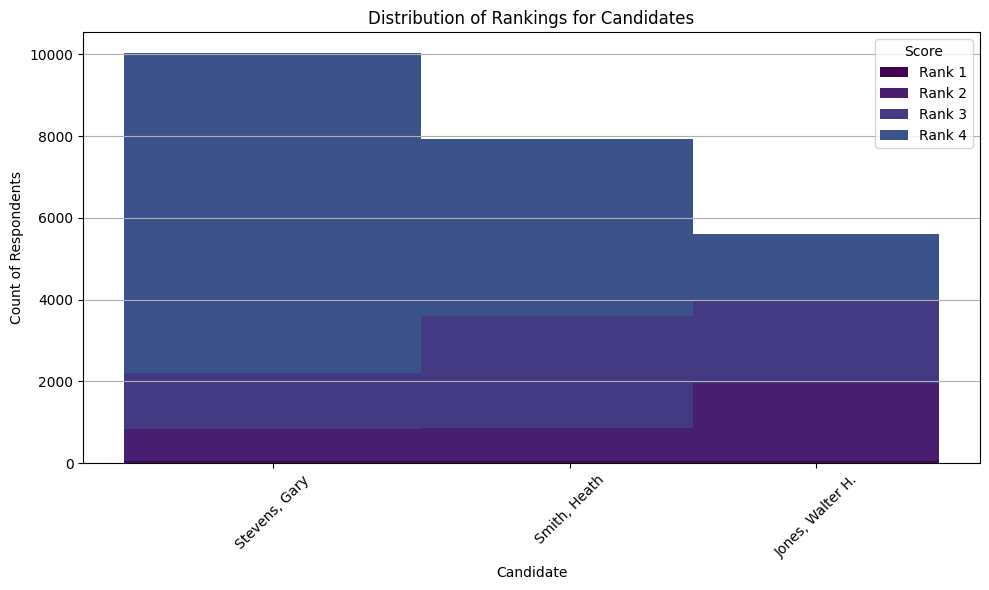 Distribution of Rankings for Candidates
Score
Rank 1
Rank 2
Rank 3
Rank 4
Count of Respondents
10000
8000
6000
4000
2000
0
Stevens, Gary
Smith, Heath
Jones, Walter H.
Candidate